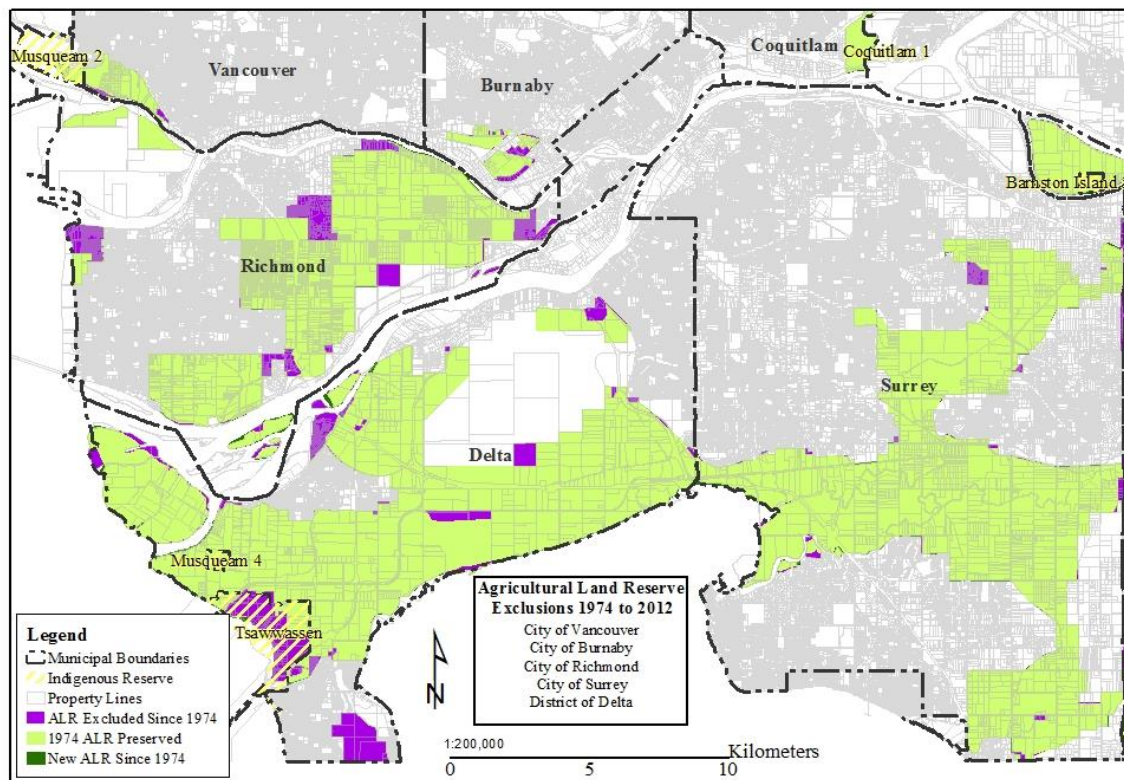 Musqueam 2
Vancouver
Burnaby
Coquitlam
Coquitlam 1
Barnston Island
Richmond
Surrey
Delta
Musqueam 4
Tsawwassen
Legend
Municipal Boundaries
Indigenous Reserve
Property Lines
ALR Excluded Since 1974
1974 ALR Preserved
New ALR Since 1974
N
Agricultural Land Reserve
Exclusions 1974 to 2012
City of Vancouver
City of Burnaby
City of Richmond
City of Surrey
District of Delta
1:200,000
Kilometers
0 5 10